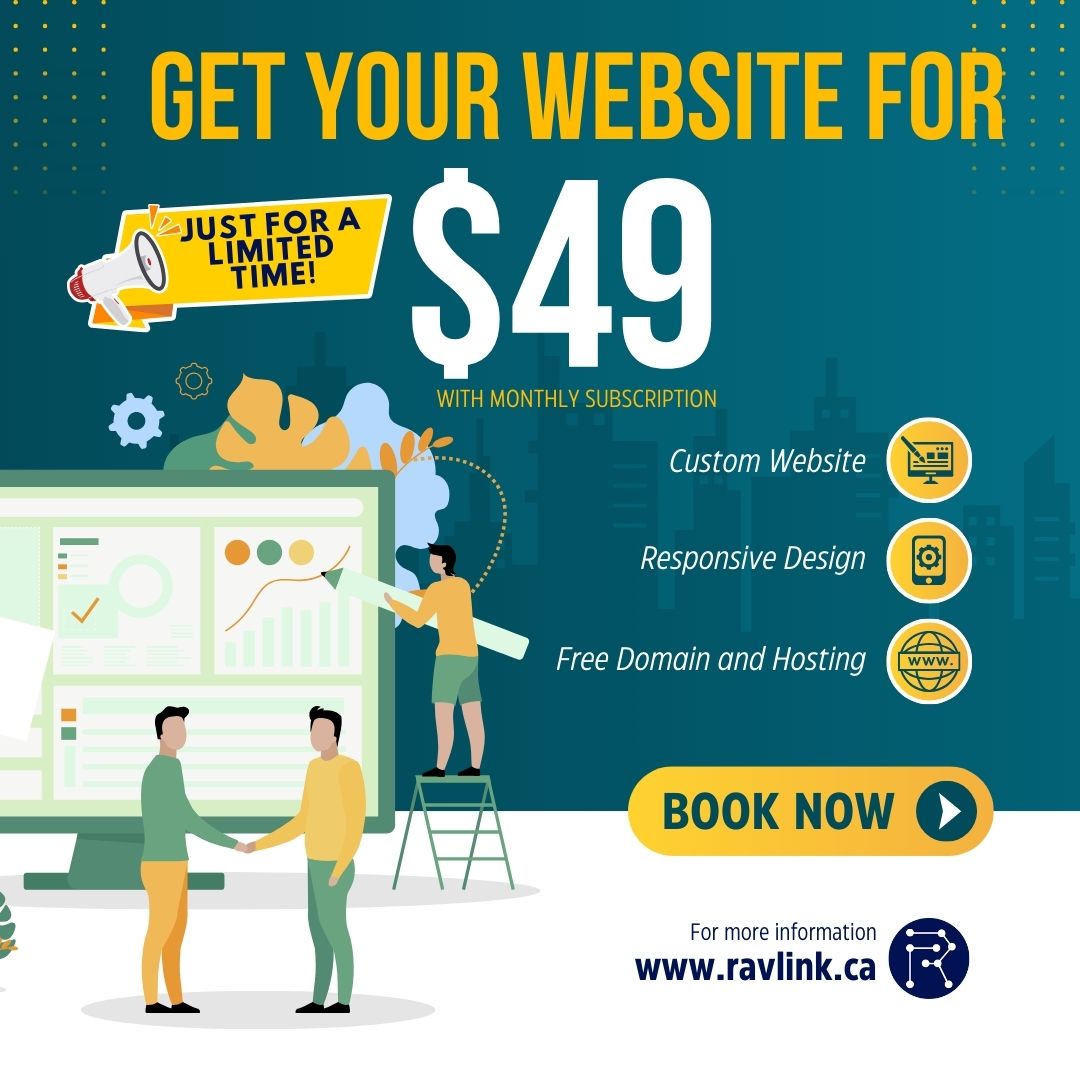 GET YOUR WEBSITE FOR
JUST FOR A
LIMITED
TIME!
$49
WITH MONTHLY SUBSCRIPTION
Custom Website
Responsive Design
Free Domain and Hosting
WWW.
BOOK NOW
For more information
www.ravlink.ca
R